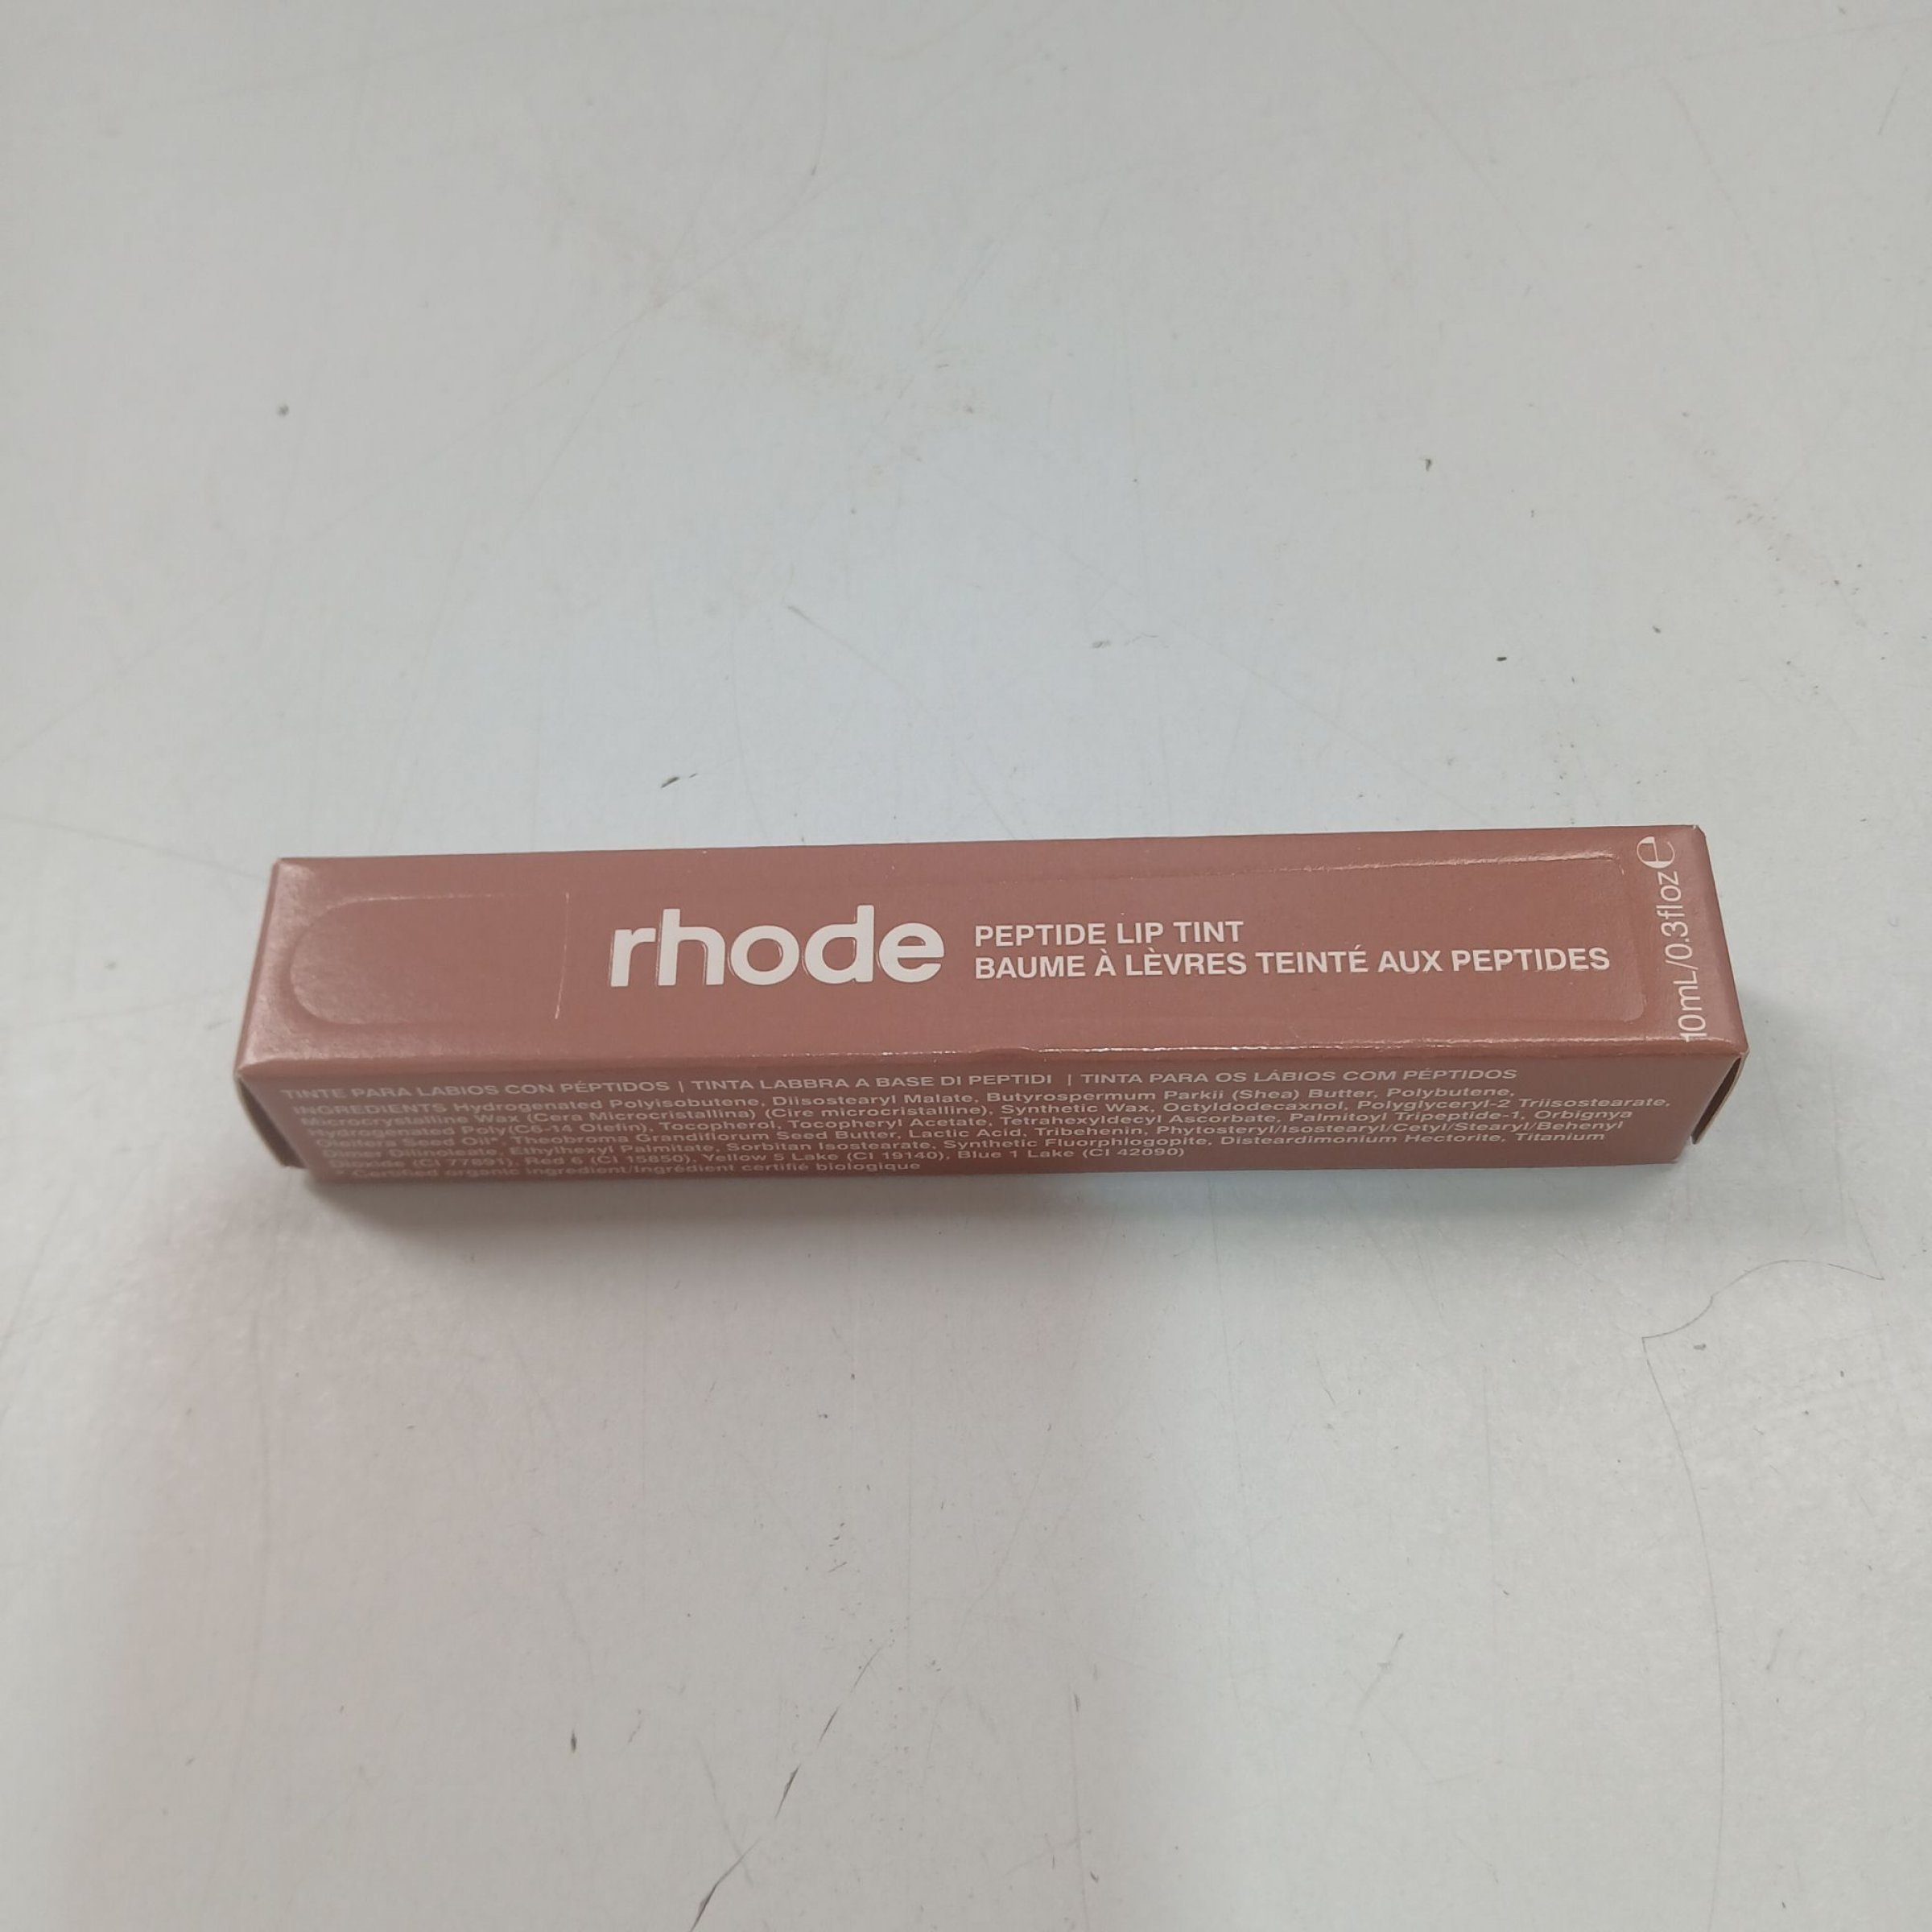 rhode
PEPTIDE LIP TINT
BAUME À LÈVRES TEINTÉ AUX PEPTIDES
10mL/0.3floz ℮
TINTE PARA LABIOS CON PÉPTIDOS | TINTA LABBRA A BASE DI PEPTIDI | TINTA PARA OS LÁBIOS COM PÉPTIDOS
INGREDIENTS Hydrogenated Polyisobutene, Diisostearyl Malate, Butyrospermum Parkii (Shea) Butter, Polybutene,
Microcrystalline Wax (Cera Microcristallina) (Cire microcristalline), Synthetic Wax, Octyldodecaxnol, Polyglyceryl-2 Triisostearate,
Hydrogenated Poly(C6-14 Olefin), Tocopherol, Tocopheryl Acetate, Tetrahexyldecyl Ascorbate, Palmitoyl Tripeptide-1, Orbignya
Oleifera Seed Oil*, Theobroma Grandiflorum Seed Butter, Lactic Acid, Tribehenin, Phytosteryl/Isostearyl/Cetyl/Stearyl/Behenyl
Dimer Dilinoleate, Ethylhexyl Palmitate, Sorbitan Isostearate, Synthetic Fluorphlogopite, Disteardimonium Hectorite, Titanium
Dioxide (CI 77891), Red 6 (CI 15850), Yellow 5 Lake (CI 19140), Blue 1 Lake (CI 42090)
* Certified organic ingredient/Ingrédient certifié biologique